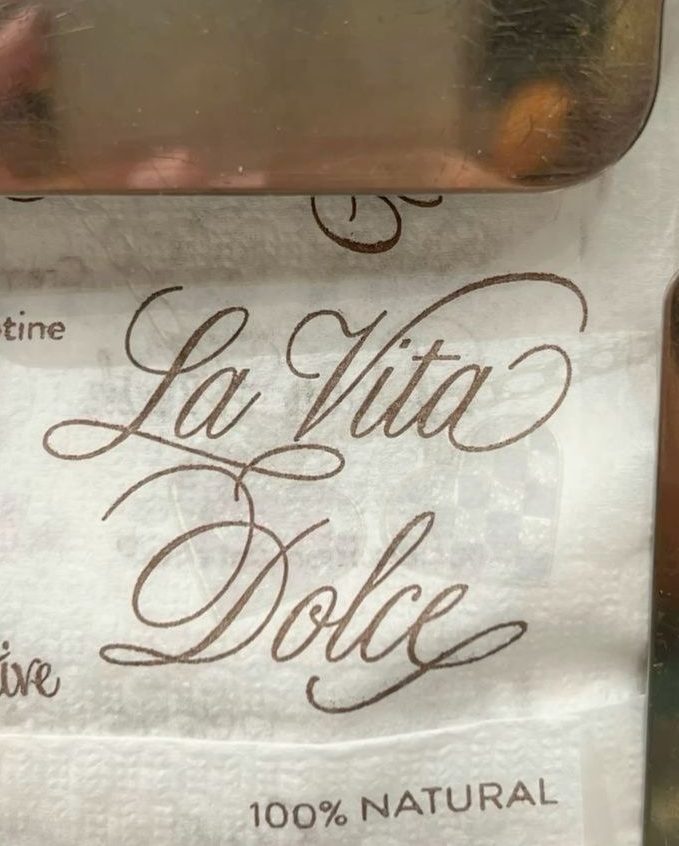 tine
La Vita
Dolce
ive
100% NATURAL